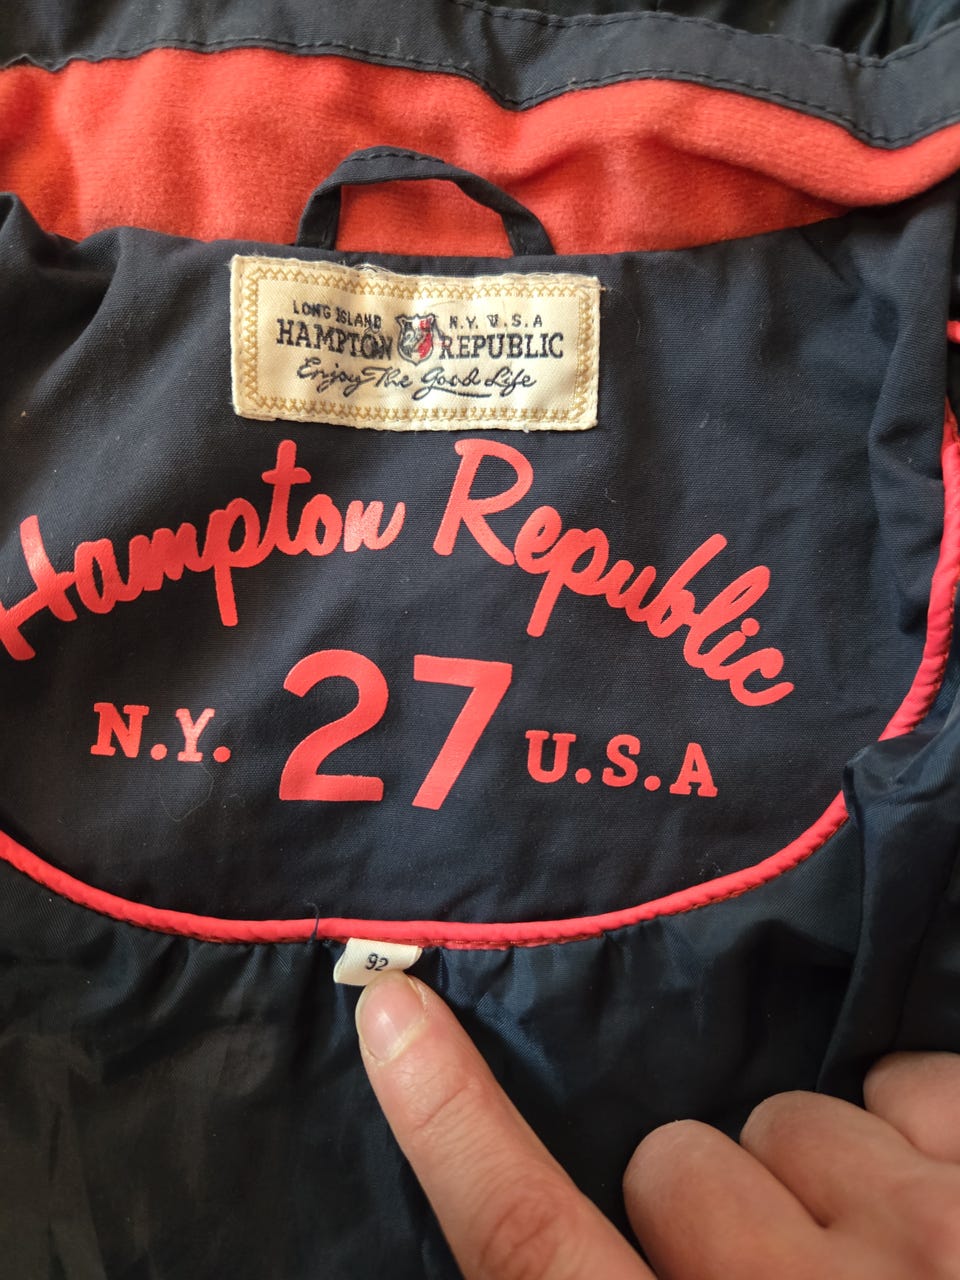 LONG ISLAND N.Y. U.S.A
HAMPTON REPUBLIC
Enjoy The Good Life
Hampton Republic
N.Y. 27 U.S.A
92